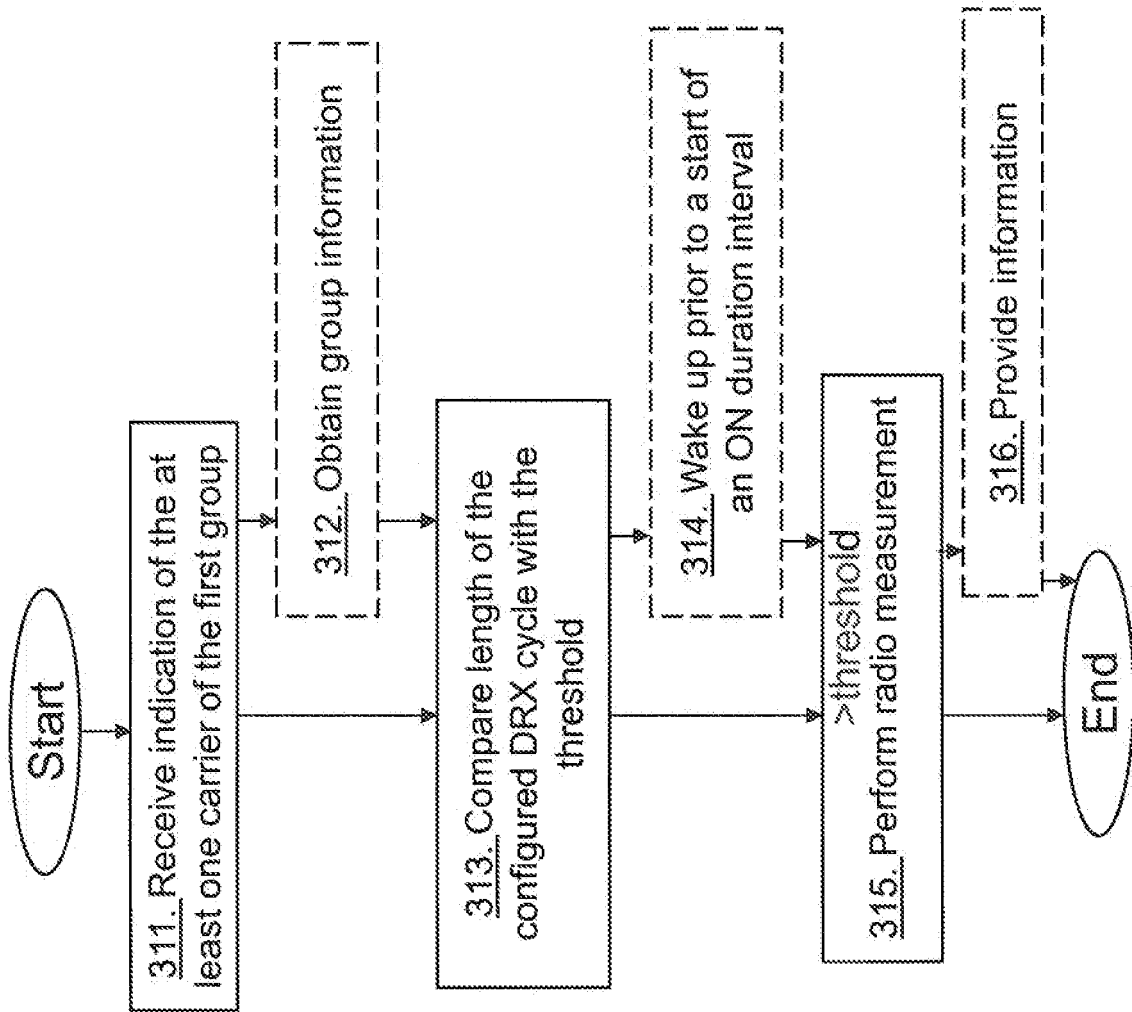 Start
311. Receive indication of the at
least one carrier of the first group
312. Obtain group information
313. Compare length of the
configured DRX cycle with the
threshold
314. Wake up prior to a start of
an ON duration interval
>threshold
315. Perform radio measurement
316. Provide information
End